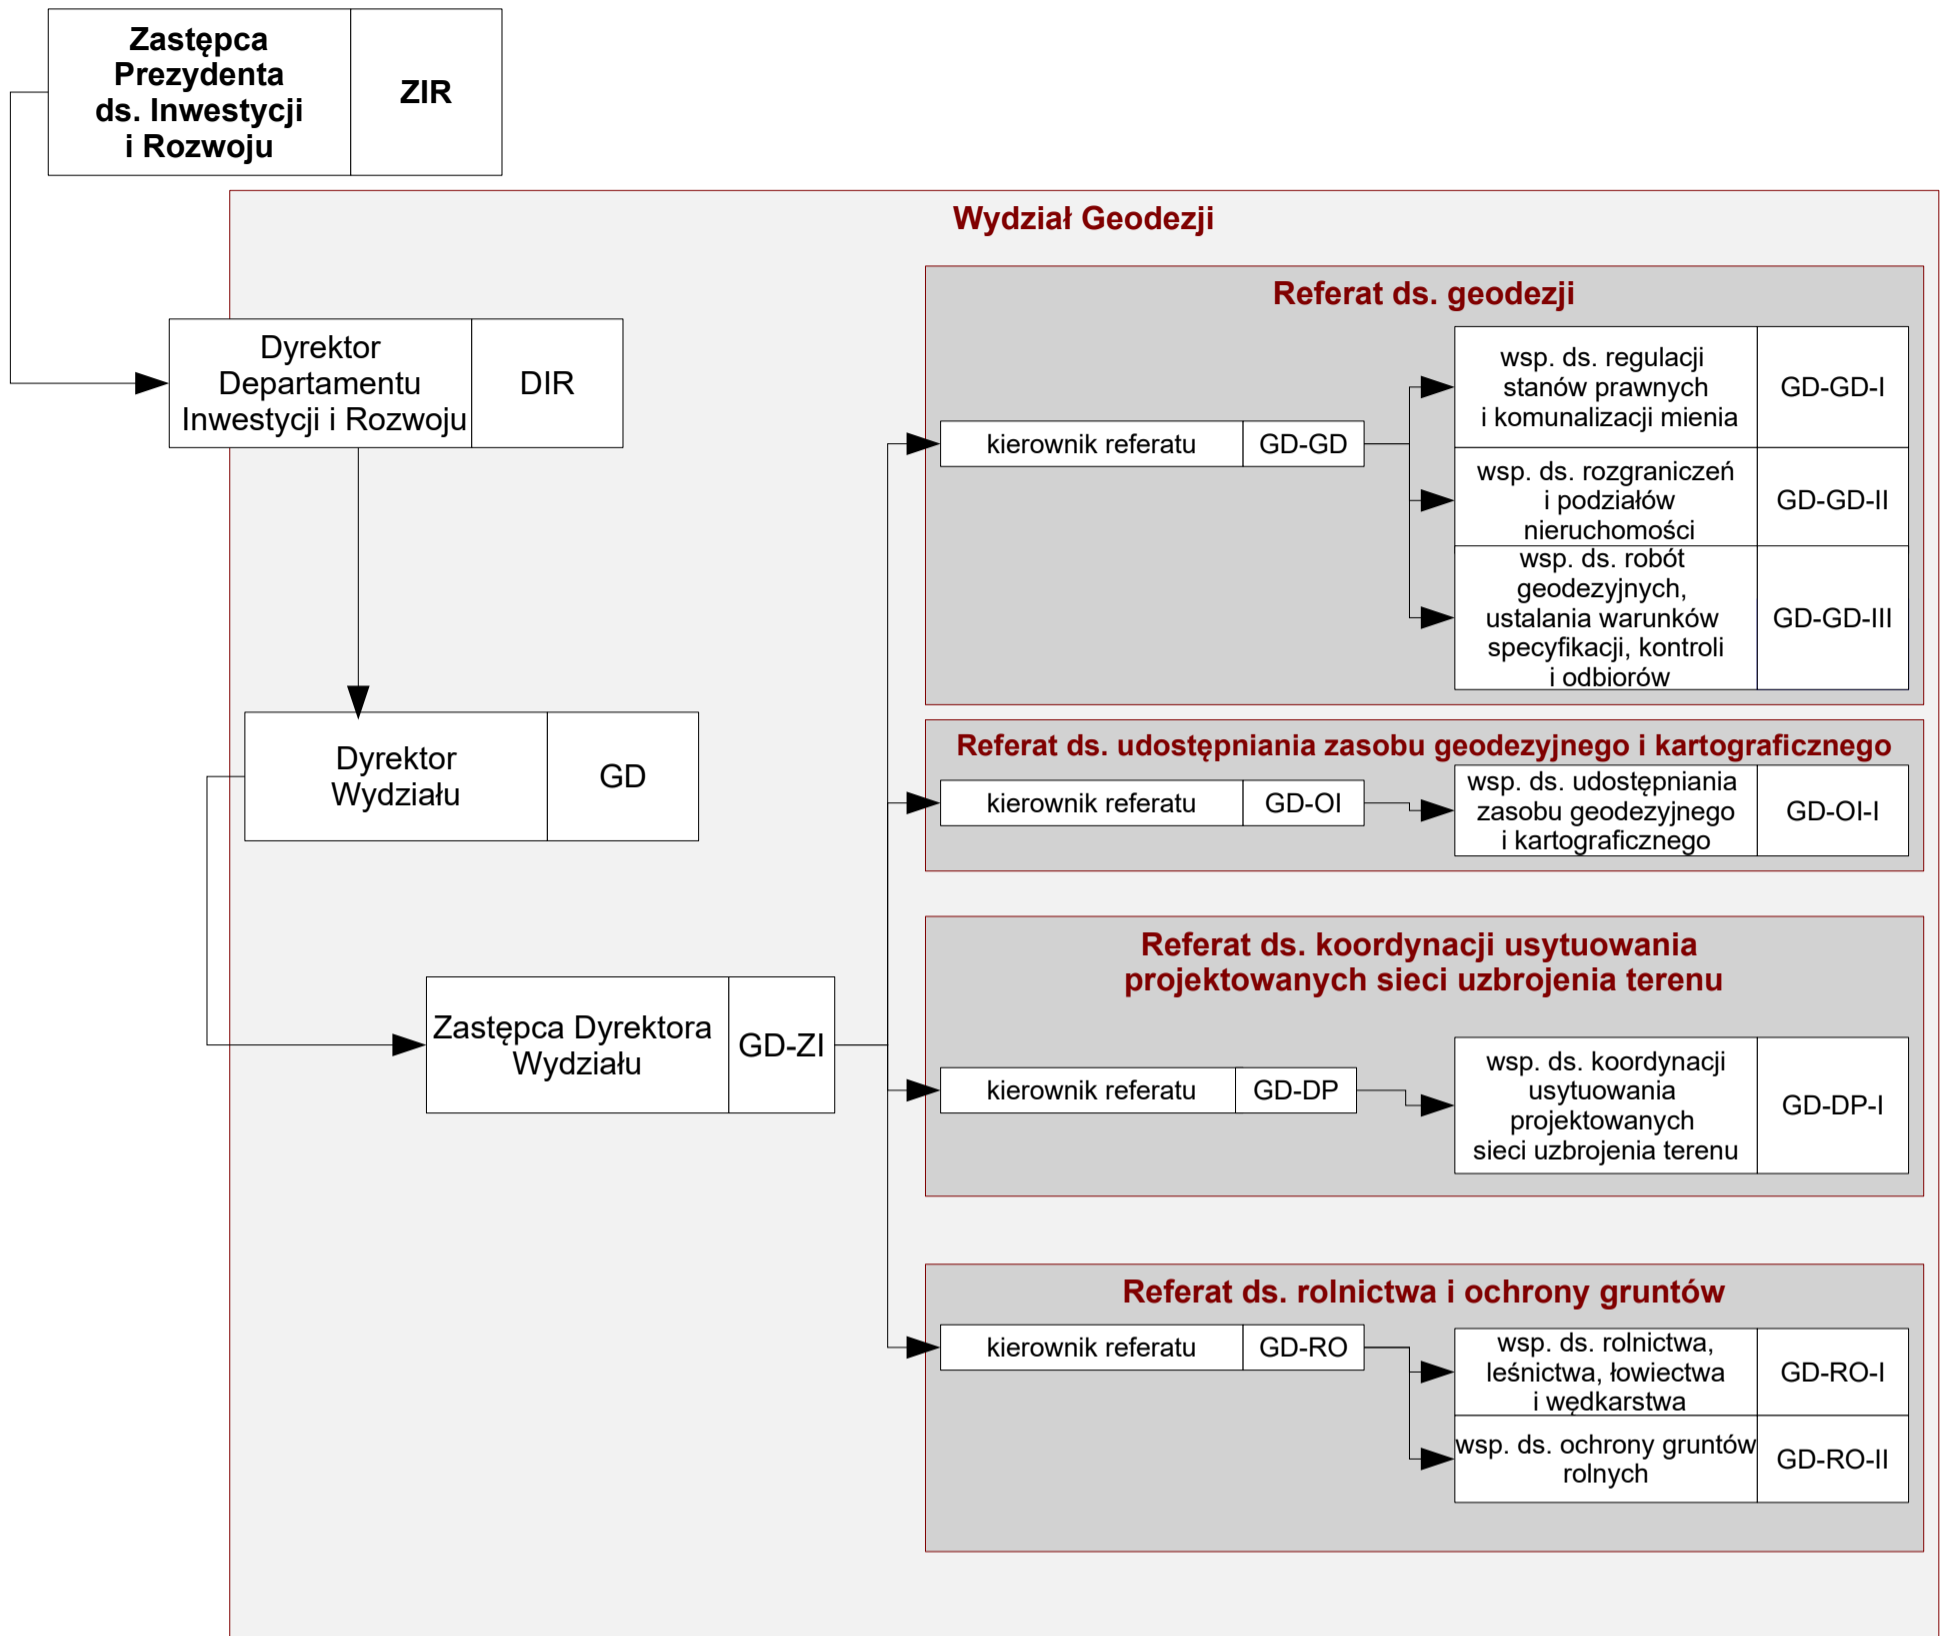 Zastępca
Prezydenta
ds. Inwestycji
i Rozwoju
ZIR
Wydział Geodezji
Dyrektor
Departamentu
Inwestycji i Rozwoju
DIR
Dyrektor
Wydziału
GD
Zastępca Dyrektora
Wydziału
GD-ZI
Referat ds. geodezji
kierownik referatu
GD-GD
wsp. ds. regulacji
stanów prawnych
i komunalizacji mienia
GD-GD-I
wsp. ds. rozgraniczeń
i podziałów
nieruchomości
GD-GD-II
wsp. ds. robót
geodezyjnych,
ustalania warunków
specyfikacji, kontroli
i odbiorów
GD-GD-III
Referat ds. udostępniania zasobu geodezyjnego i kartograficznego
kierownik referatu
GD-OI
wsp. ds. udostępniania
zasobu geodezyjnego
i kartograficznego
GD-OI-I
Referat ds. koordynacji usytuowania
projektowanych sieci uzbrojenia terenu
kierownik referatu
GD-DP
wsp. ds. koordynacji
usytuowania
projektowanych
sieci uzbrojenia terenu
GD-DP-I
Referat ds. rolnictwa i ochrony gruntów
kierownik referatu
GD-RO
wsp. ds. rolnictwa,
leśnictwa, łowiectwa
i wędkarstwa
GD-RO-I
wsp. ds. ochrony gruntów
rolnych
GD-RO-II